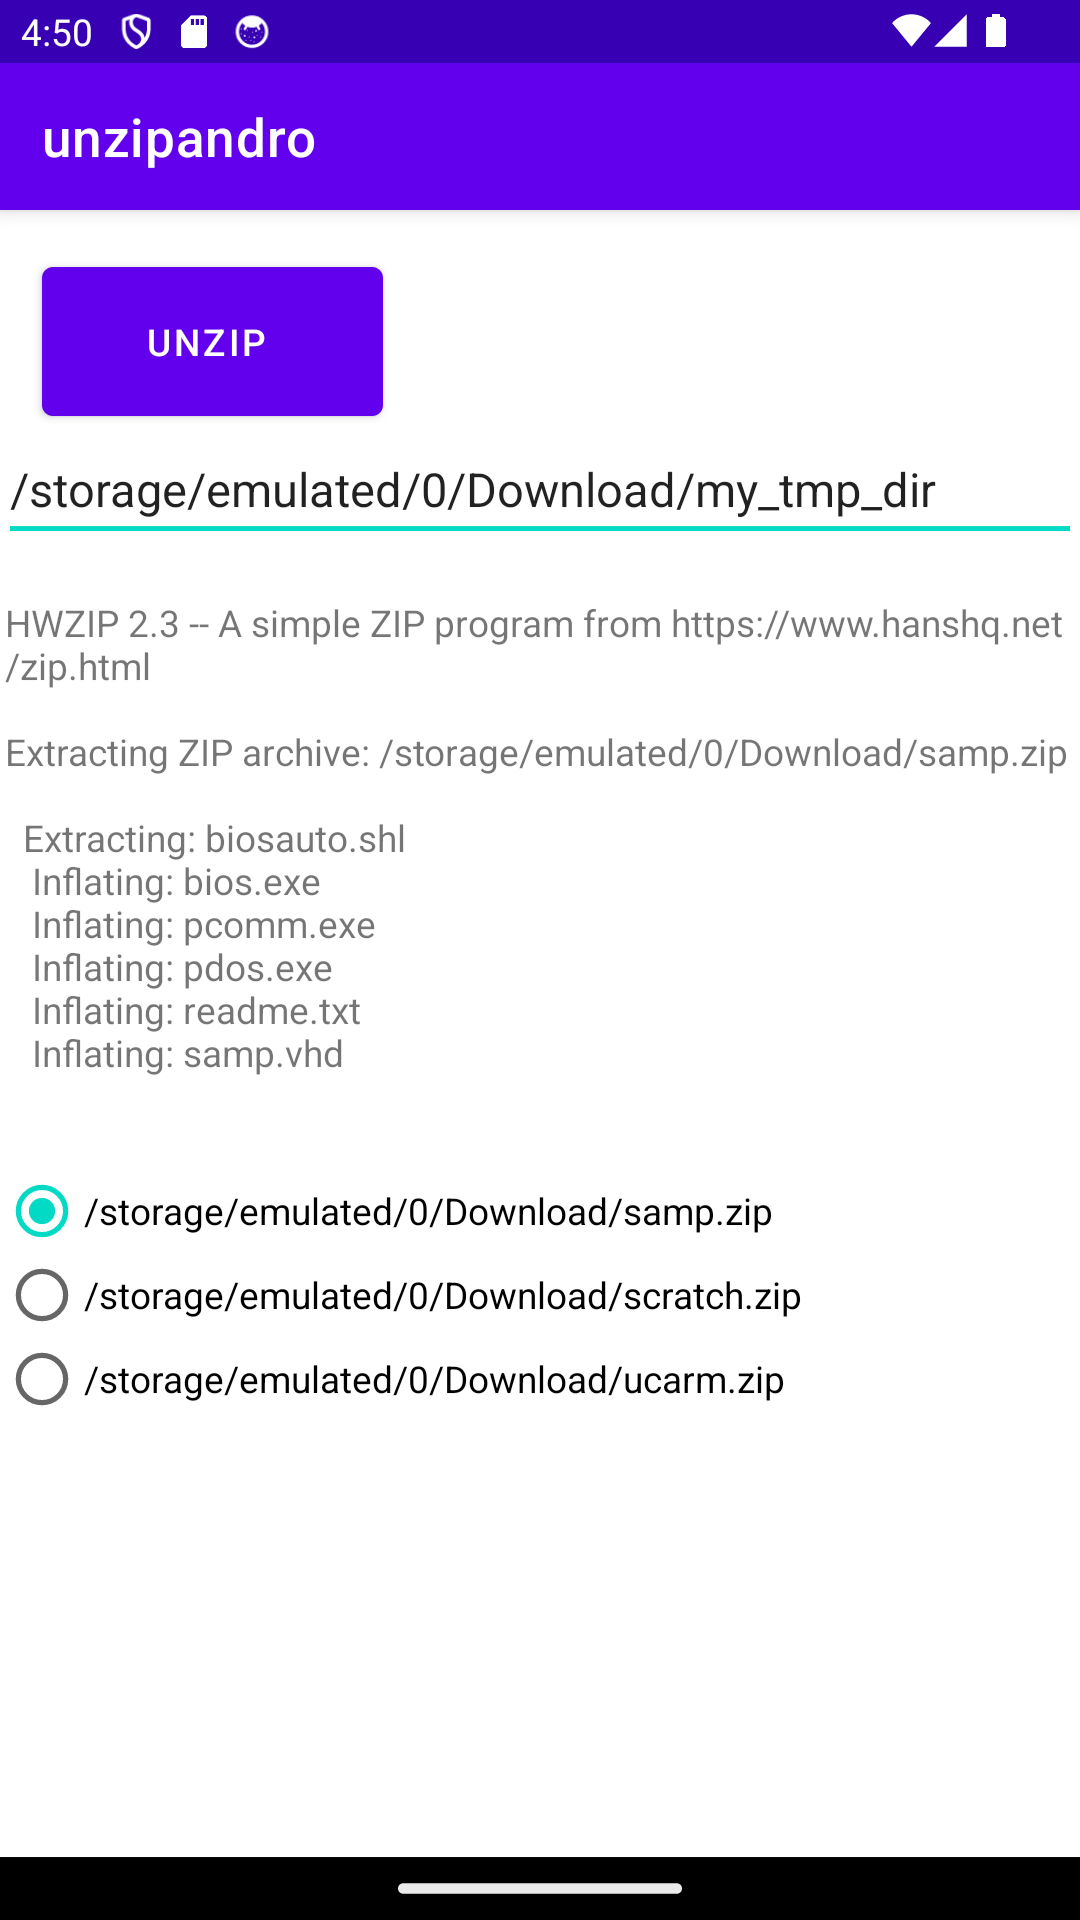 4:50
unzipandro
UNZIP
/storage/emulated/0/Download/my_tmp_dir
HWZIP 2.3 -- A simple ZIP program from https://www.hanshq.net
/zip.html
Extracting ZIP archive: /storage/emulated/0/Download/samp.zip
Extracting: biosauto.shl
Inflating: bios.exe
Inflating: pcomm.exe
Inflating: pdos.exe
Inflating: readme.txt
Inflating: samp.vhd
/storage/emulated/0/Download/samp.zip
/storage/emulated/0/Download/scratch.zip
/storage/emulated/0/Download/ucarm.zip